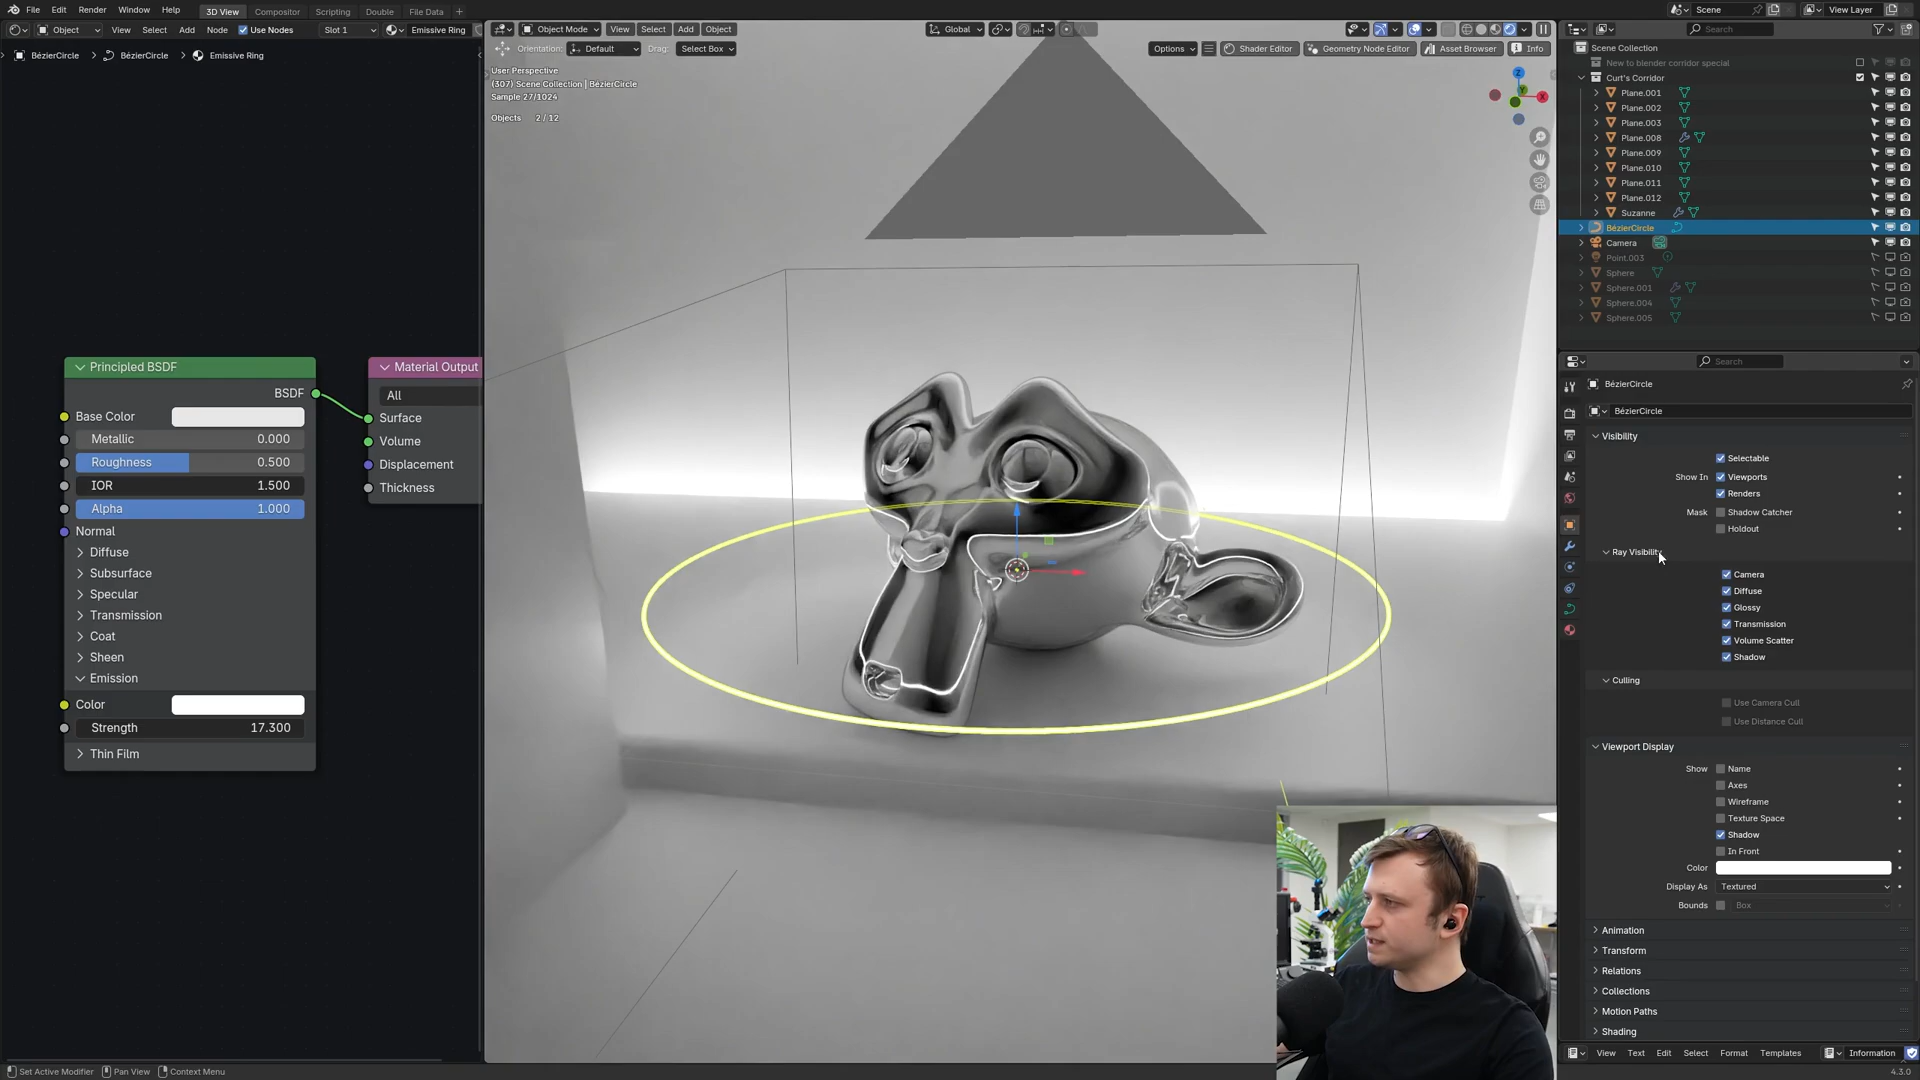 File Edit Render Window Help 3D View Compositor Scripting Double File Data + Scene View Layer
Object View Select Add Node Use Nodes Slot 1 Emissive Ring
BézierCircle BézierCircle Emissive Ring
Object Mode View Select Add Object Global
Orientation: Default Drag: Select Box Options Shader Editor Geometry Node Editor Asset Browser Info
User Perspective
(307) Scene Collection | BézierCircle
Sample 27/1024
Objects 2 / 12
Z
Y
X
Principled BSDF
BSDF
Base Color
Metallic 0.000
Roughness 0.500
IOR 1.500
Alpha 1.000
Normal
Diffuse
Subsurface
Specular
Transmission
Coat
Sheen
Emission
Color
Strength 17.300
Thin Film
Material Output
All
Surface
Volume
Displacement
Thickness
Search
Scene Collection
New to blender corridor special
Curt's Corridor
Plane.001
Plane.002
Plane.003
Plane.008
Plane.009
Plane.010
Plane.011
Plane.012
Suzanne
BézierCircle
Camera
Point.003
Sphere
Sphere.001
Sphere.004
Sphere.005
Search
BézierCircle
BézierCircle
Visibility
Selectable
Show In Viewports
Renders
Mask Shadow Catcher
Holdout
Ray Visibility
Camera
Diffuse
Glossy
Transmission
Volume Scatter
Shadow
Culling
Use Camera Cull
Use Distance Cull
Viewport Display
Show Name
Axes
Wireframe
Texture Space
Shadow
In Front
Color
Display As Textured
Bounds Box
Animation
Transform
Relations
Collections
Motion Paths
Shading
View Text Edit Select Format Templates Information
Set Active Modifier Pan View Context Menu 4.3.0